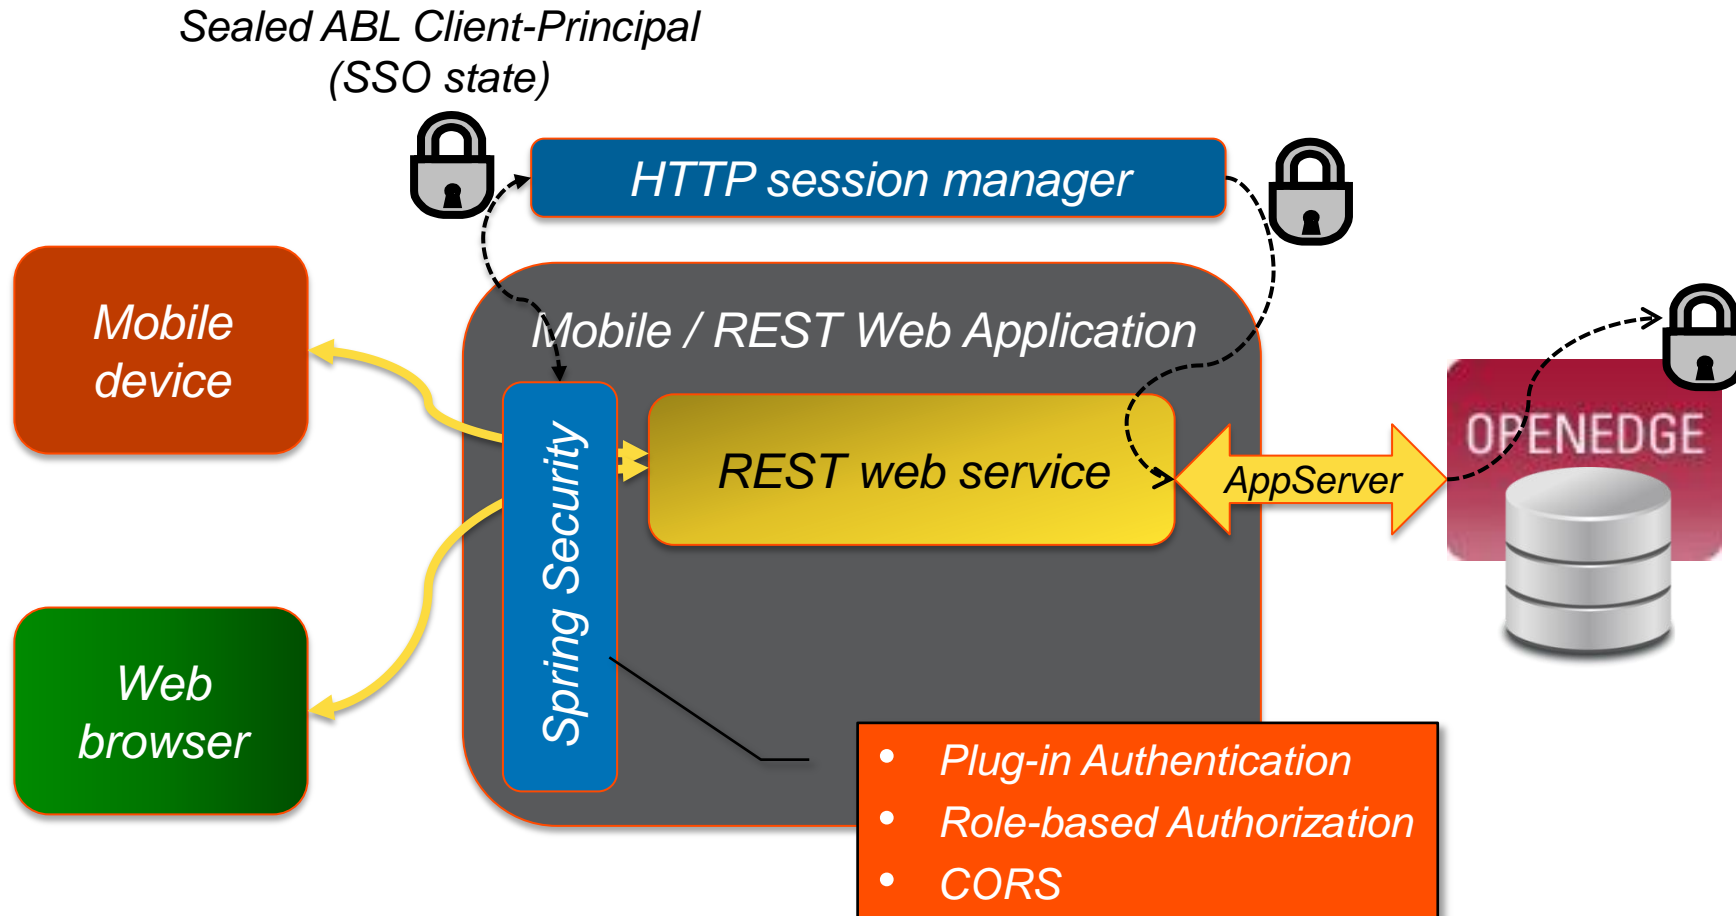 Sealed ABL Client-Principal
(SSO state)
HTTP session manager
Mobile
device
Mobile / REST Web Application
Spring Security
REST web service
AppServer
OPENEDGE
Web
browser
• Plug-in Authentication
• Role-based Authorization
• CORS